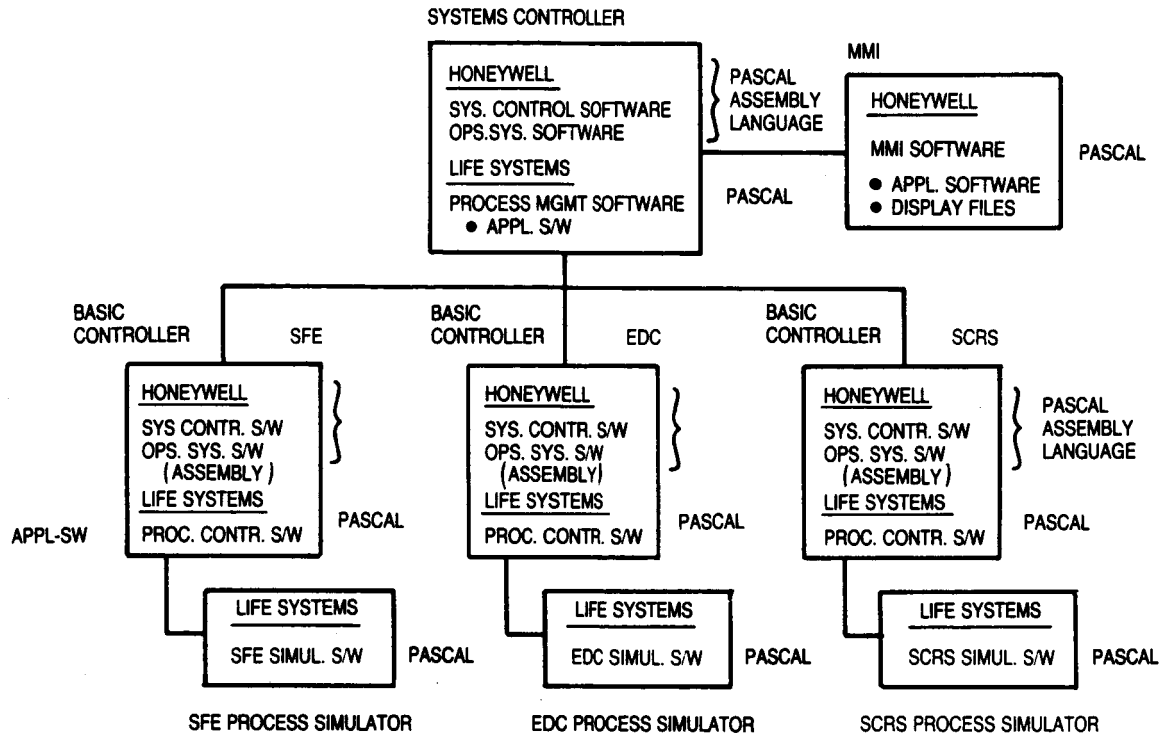 SYSTEMS CONTROLLER
HONEYWELL
SYS. CONTROL SOFTWARE
OPS.SYS. SOFTWARE
LIFE SYSTEMS
PROCESS MGMT SOFTWARE
● APPL. S/W
PASCAL
ASSEMBLY
LANGUAGE
PASCAL
MMI
HONEYWELL
MMI SOFTWARE
● APPL. SOFTWARE
● DISPLAY FILES
PASCAL
BASIC
CONTROLLER
SFE
HONEYWELL
SYS CONTR. S/W
OPS. SYS. S/W
(ASSEMBLY)
LIFE SYSTEMS
PROC. CONTR. S/W
PASCAL
APPL-SW
BASIC
CONTROLLER
EDC
HONEYWELL
SYS. CONTR. S/W
OPS. SYS. S/W
(ASSEMBLY)
LIFE SYSTEMS
PROC. CONTR. S/W
PASCAL
BASIC
CONTROLLER
SCRS
HONEYWELL
SYS. CONTR. S/W
OPS. SYS. S/W
(ASSEMBLY)
LIFE SYSTEMS
PROC. CONTR. S/W
PASCAL
ASSEMBLY
LANGUAGE
PASCAL
LIFE SYSTEMS
SFE SIMUL. S/W
PASCAL
SFE PROCESS SIMULATOR
LIFE SYSTEMS
EDC SIMUL. S/W
PASCAL
EDC PROCESS SIMULATOR
LIFE SYSTEMS
SCRS SIMUL. S/W
PASCAL
SCRS PROCESS SIMULATOR